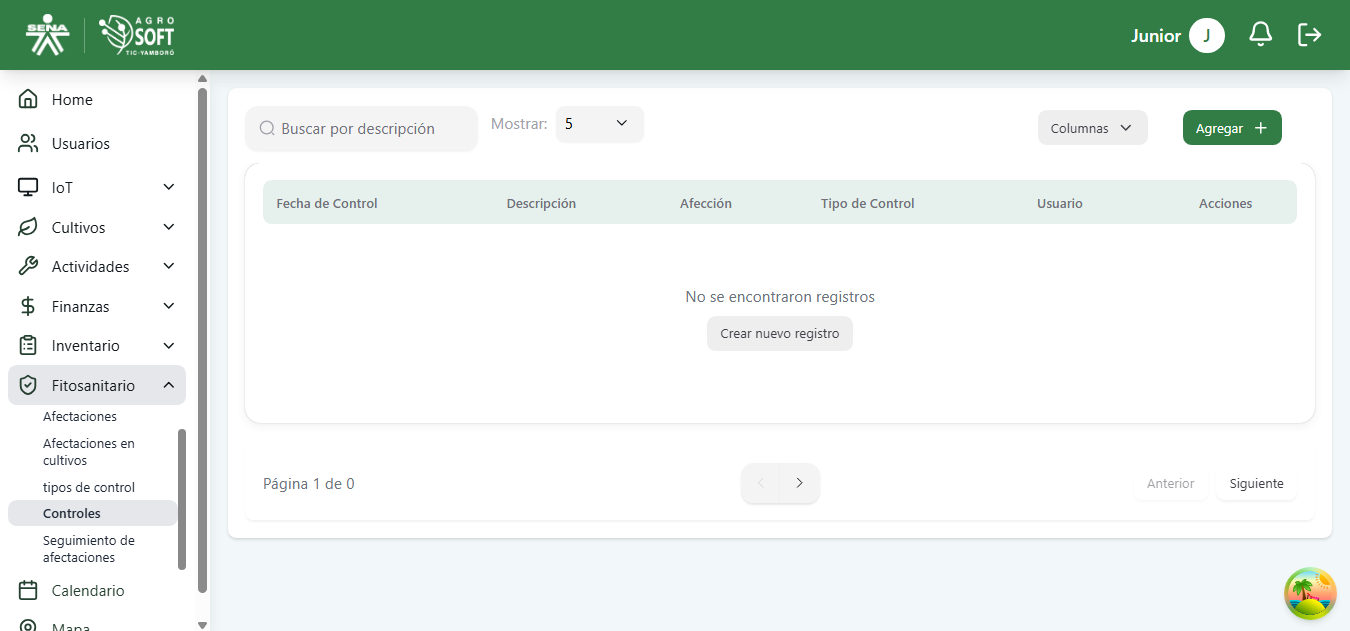 SENA
AGRO
SOFT
TIC-YAMBORÓ
Junior
J
Home
Usuarios
IoT
Cultivos
Actividades
Finanzas
Inventario
Fitosanitario
Afectaciones
Afectaciones en
cultivos
tipos de control
Controles
Seguimiento de
afectaciones
Calendario
Mapa
Buscar por descripción
Mostrar:
5
Columnas
Agregar
Fecha de Control
Descripción
Afección
Tipo de Control
Usuario
Acciones
No se encontraron registros
Crear nuevo registro
Página 1 de 0
Anterior
Siguiente